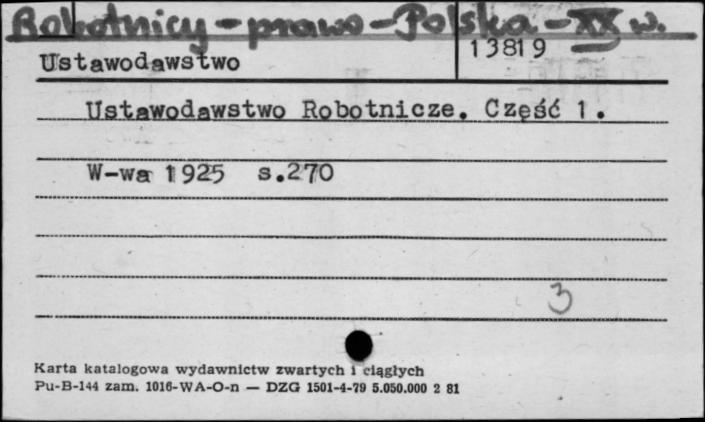 Robotnicy - prawo - Polska - XX w.
13819
Ustawodawstwo
Ustawodawstwo Robotnicze. Część 1.
W-wa 1925 s.270
3
Karta katalogowa wydawnictw zwartych i ciągłych
Pu-B-144 zam. 1016-WA-O-n — DZG 1501-4-79 5.050.000 2 81